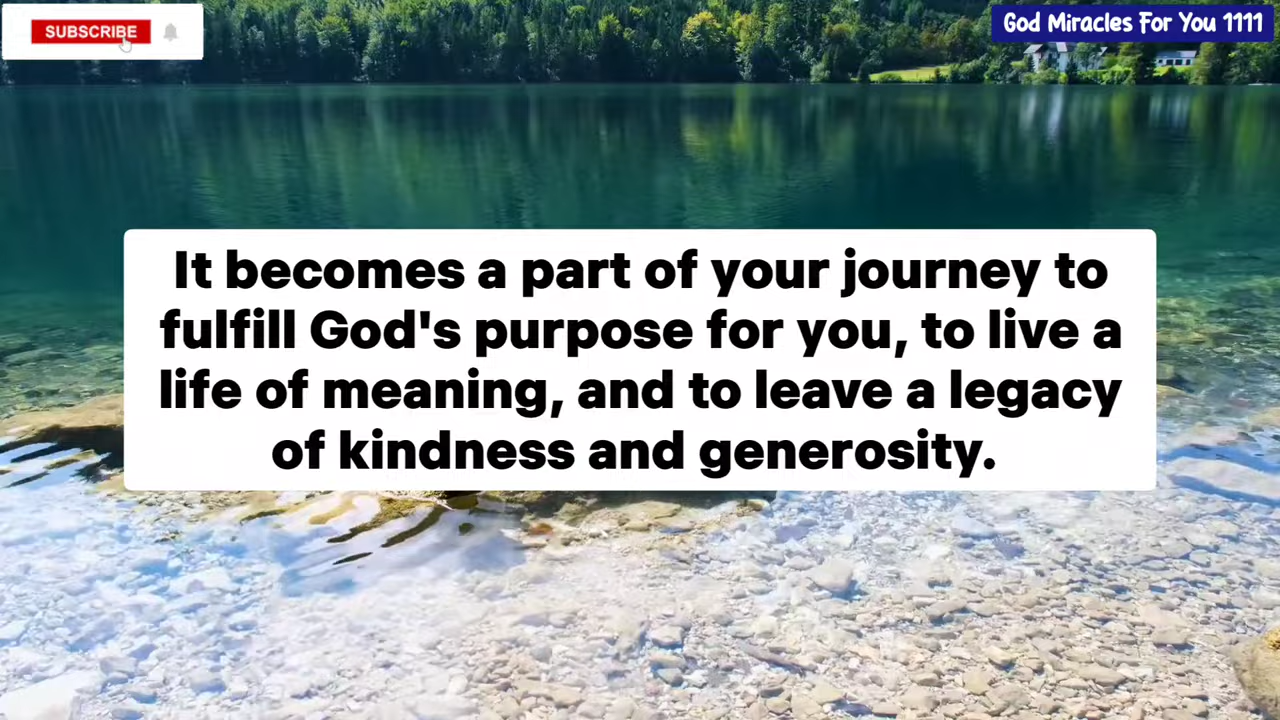 SUBSCRIBE
God Miracles For You 1111
It becomes a part of your journey to
fulfill God's purpose for you, to live a
life of meaning, and to leave a legacy
of kindness and generosity.